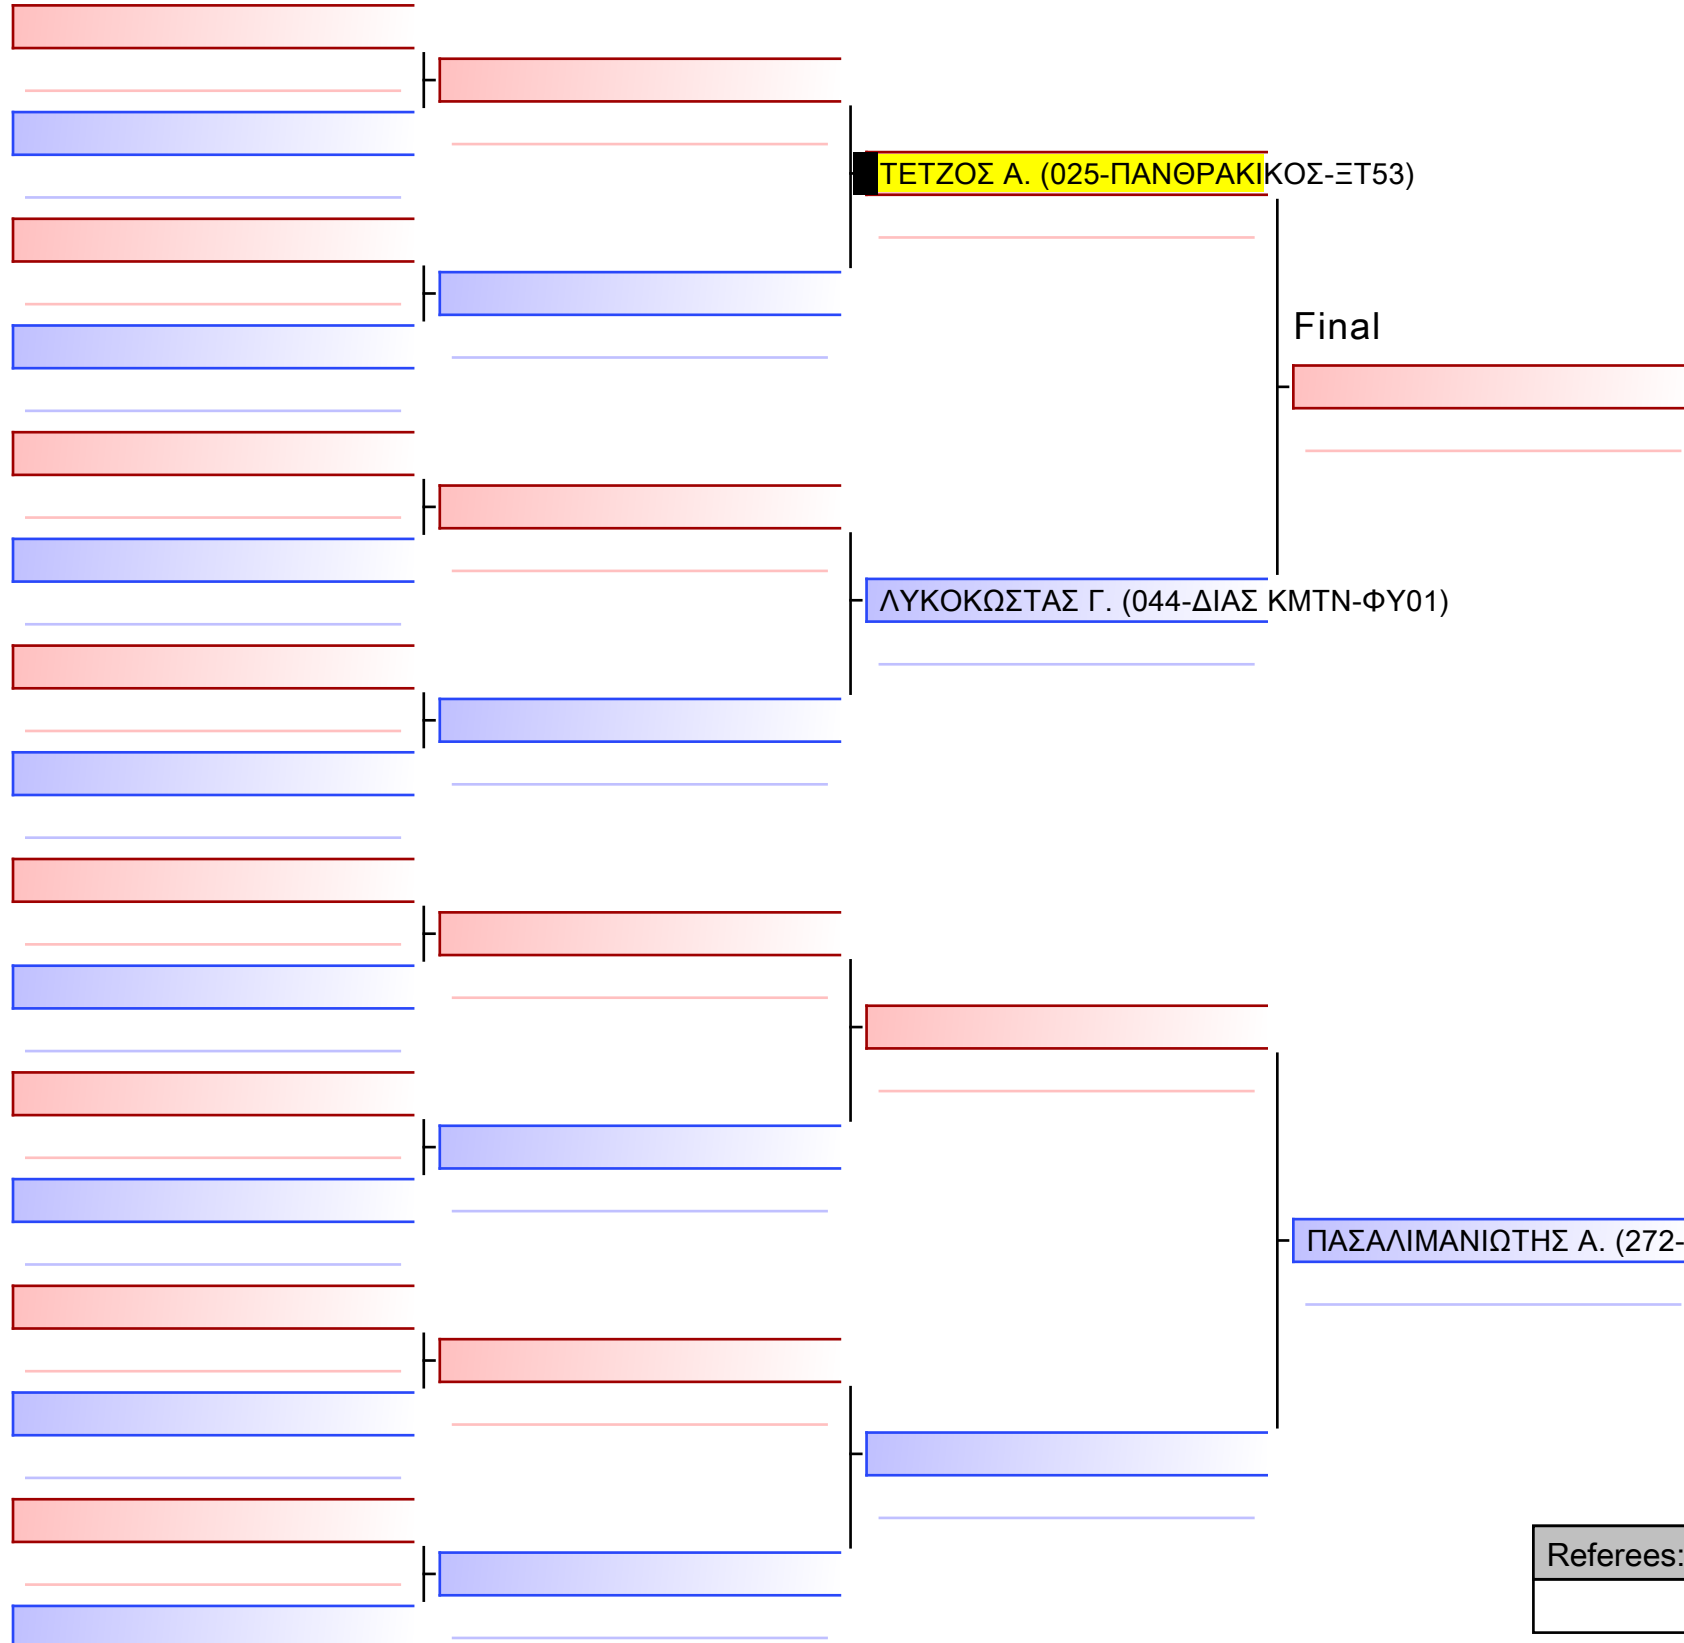 ΤΕΤΖΟΣ Α. (025-ΠΑΝΘΡΑΚΙΚΟΣ-ΞΤ53)
Final
ΛΥΚΟΚΩΣΤΑΣ Γ. (044-ΔΙΑΣ ΚΜΤΝ-ΦΥ01)
ΠΑΣΑΛΙΜΑΝΙΩΤΗΣ Α. (272-
Referees: